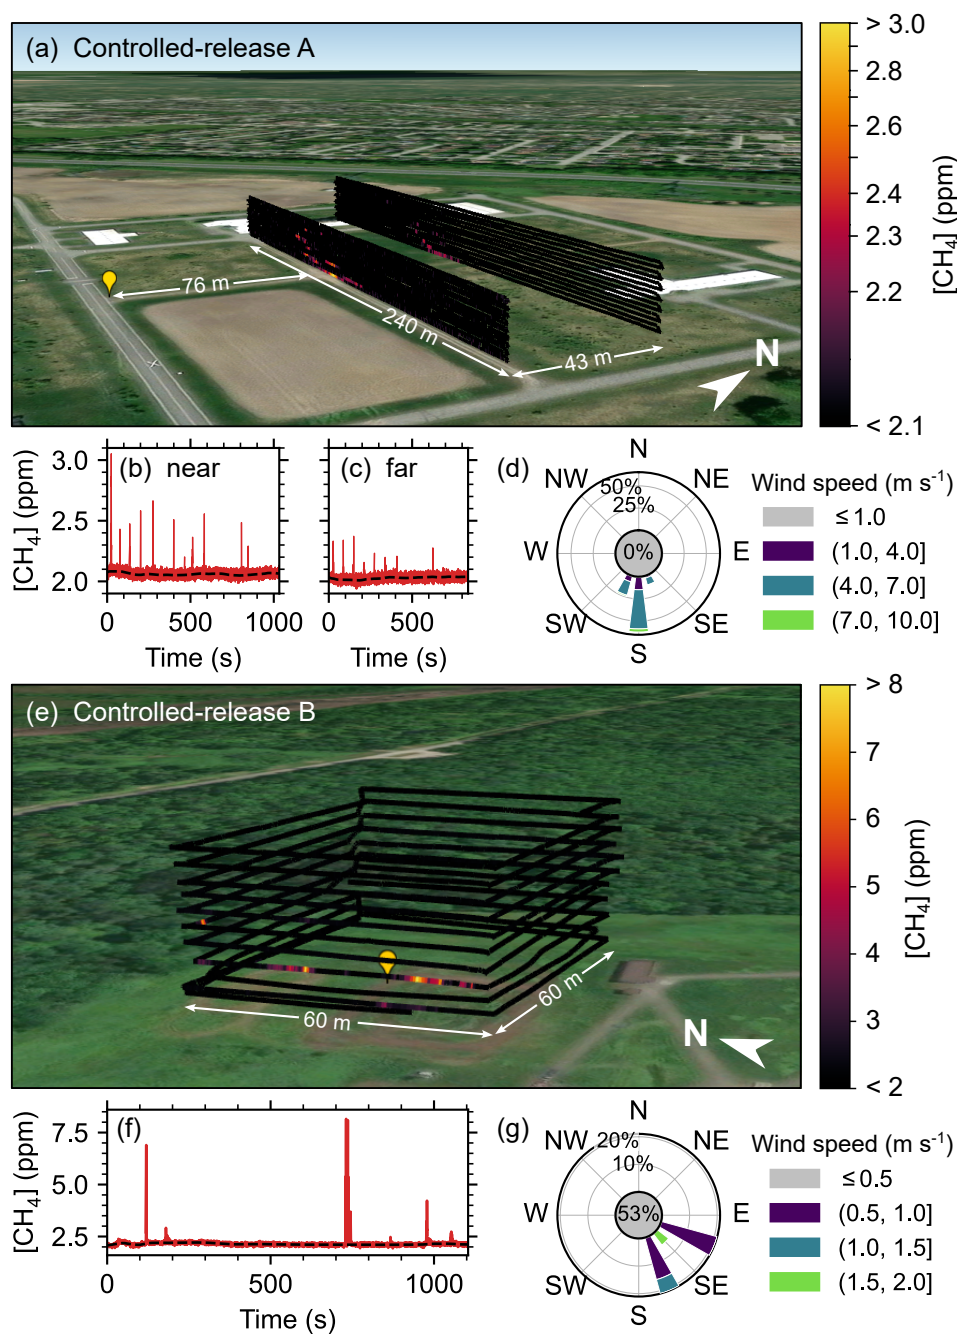 (a) Controlled-release A
76 m
240 m
43 m
N
> 3.0
2.8
2.6
2.4
2.3
2.2
< 2.1
[CH₄] (ppm)
(b) near
3.0
2.5
2.0
[CH₄] (ppm)
0
500
1000
Time (s)
(c) far
0
500
Time (s)
(d)
N
NE
E
SE
S
SW
W
NW
50%
25%
0%
Wind speed (m s⁻¹)
≤ 1.0
(1.0, 4.0]
(4.0, 7.0]
(7.0, 10.0]
(e) Controlled-release B
60 m
60 m
N
> 8
7
6
5
4
3
< 2
[CH₄] (ppm)
(f)
7.5
5.0
2.5
[CH₄] (ppm)
0
500
1000
Time (s)
(g)
N
NE
E
SE
S
SW
W
NW
20%
10%
53%
Wind speed (m s⁻¹)
≤ 0.5
(0.5, 1.0]
(1.0, 1.5]
(1.5, 2.0]